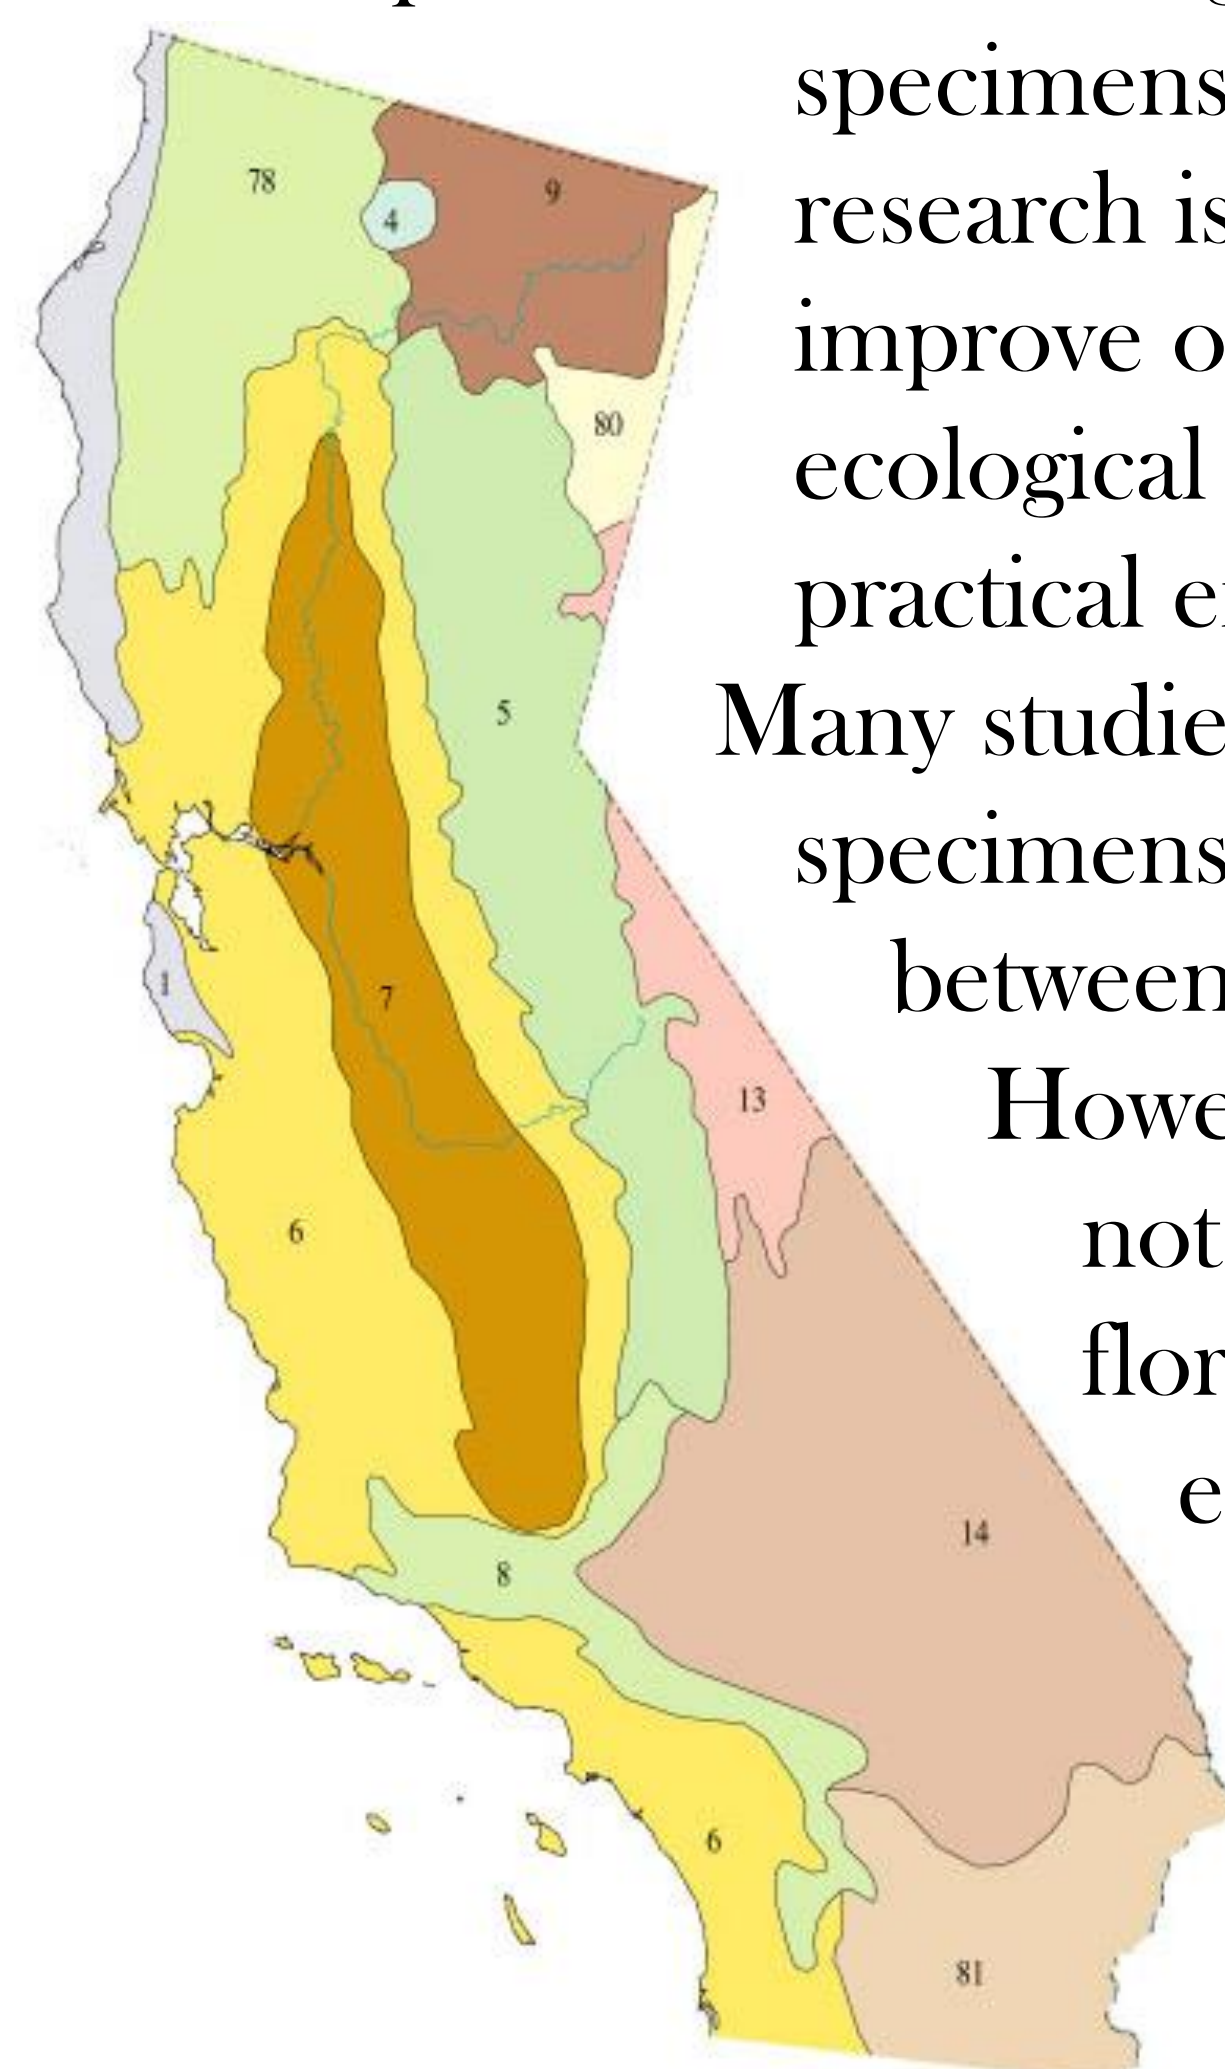 78
specimens
9
4
research is
improve o
80
ecological
practical e
5
Many studie
specimens
between
1
7
13
Howe
6
not
flor
14
e
8
6
81